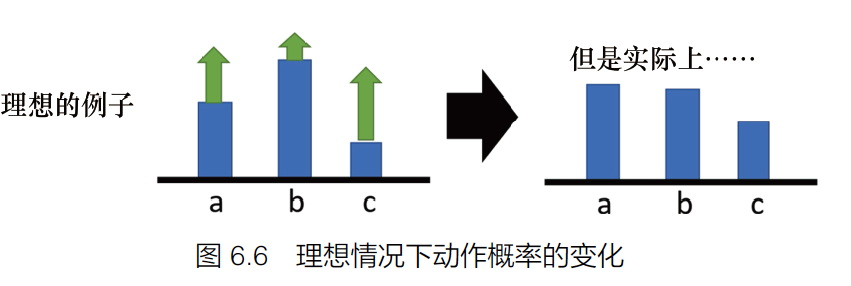 但是实际上……
理想的例子
a b c a b c
图 6.6 理想情况下动作概率的变化